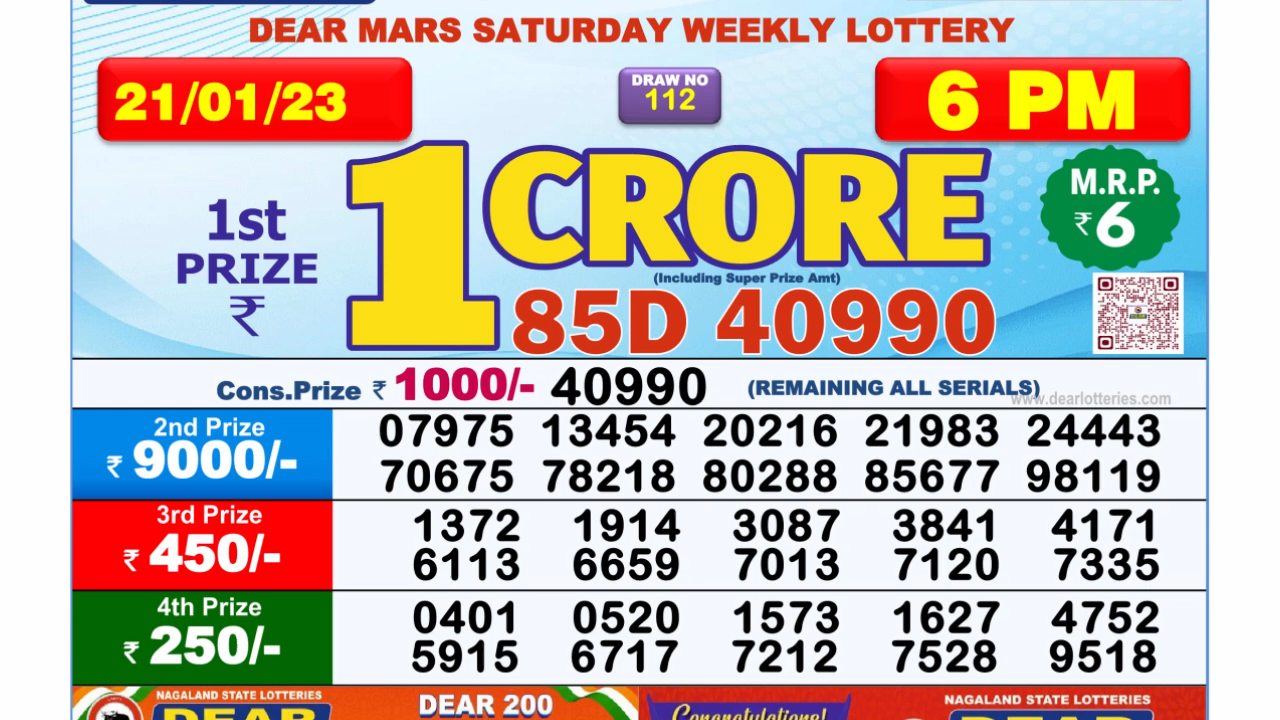 DEAR MARS SATURDAY WEEKLY LOTTERY
21/01/23
DRAW NO
112
6 PM
1st
PRIZE
₹
1 CRORE
(Including Super Prize Amt)
85D 40990
M.R.P.
₹6
Cons.Prize ₹ 1000/- 40990 (REMAINING ALL SERIALS)
www.dearlotteries.com
2nd Prize
₹ 9000/-
07975 13454 20216 21983 24443
70675 78218 80288 85677 98119
3rd Prize
₹ 450/-
1372 1914 3087 3841 4171
6113 6659 7013 7120 7335
4th Prize
₹ 250/-
0401 0520 1573 1627 4752
5915 6717 7212 7528 9518
NAGALAND STATE LOTTERIES
DEAR
DEAR 200
Congratulations!
NAGALAND STATE LOTTERIES
DEAR